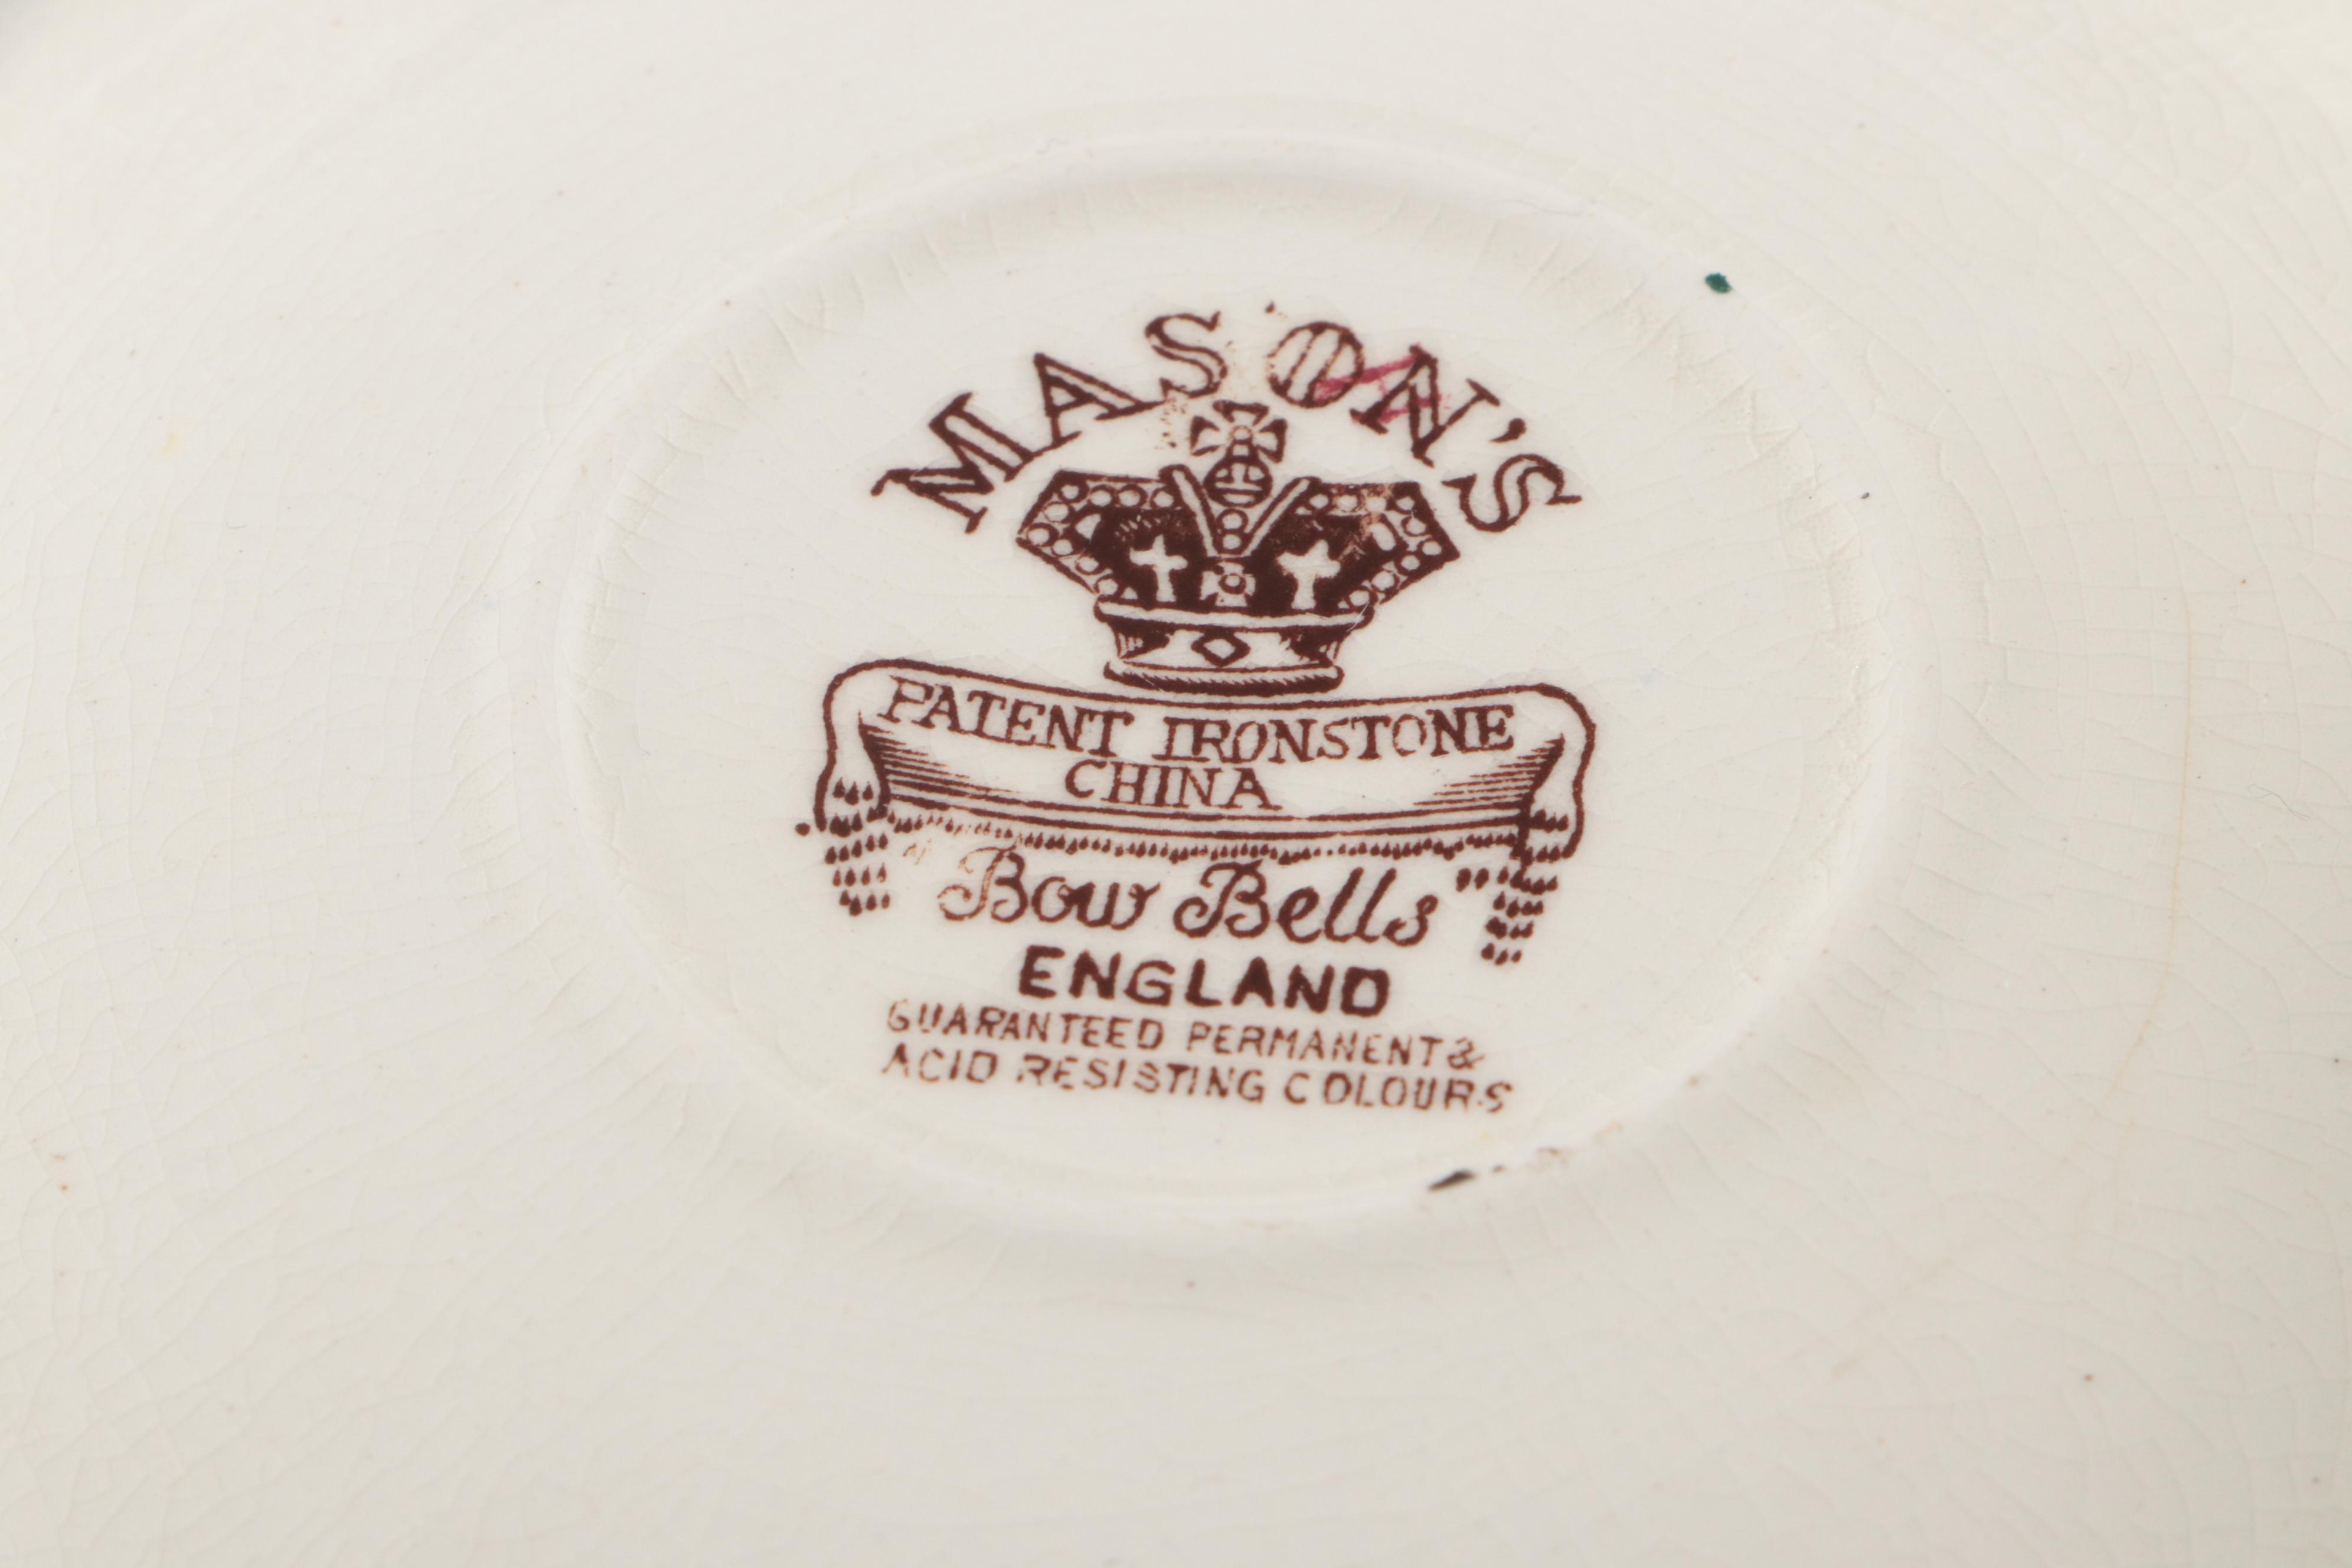 MASON'S
PATENT IRONSTONE
CHINA
"Bow Bells"
ENGLAND
GUARANTEED PERMANENT &
ACID RESISTING COLOURS